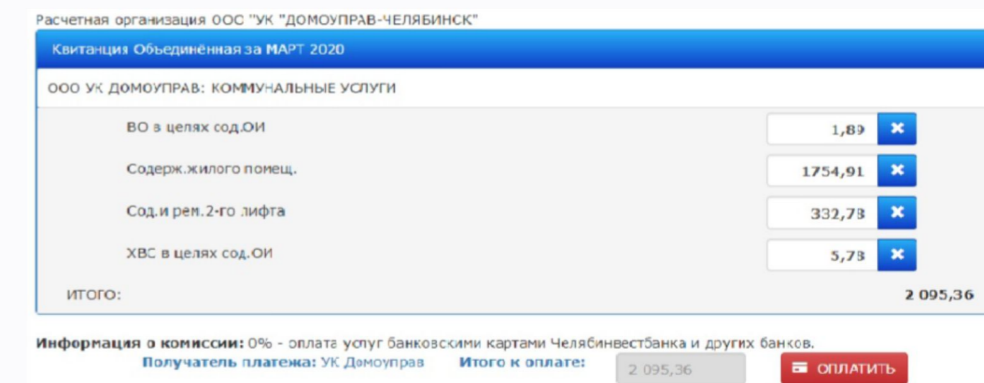 Расчетная организация ООО "УК "ДОМОУПРАВ-ЧЕЛЯБИНСК"
Квитанция Объединённая за МАРТ 2020
ООО УК ДОМОУПРАВ: КОММУНАЛЬНЫЕ УСЛУГИ
ВО в целях сод.ОИ 1,89
Содерж.жилого помещ. 1754,91
Сод.и рем.2-го лифта 332,78
ХВС в целях сод.ОИ 5,78
ИТОГО: 2 095,36
Информация о комиссии: 0% - оплата услуг банковскими картами Челябинвестбанка и других банков.
Получатель платежа: УК Домоуправ Итого к оплате: 2 095,36 ОПЛАТИТЬ